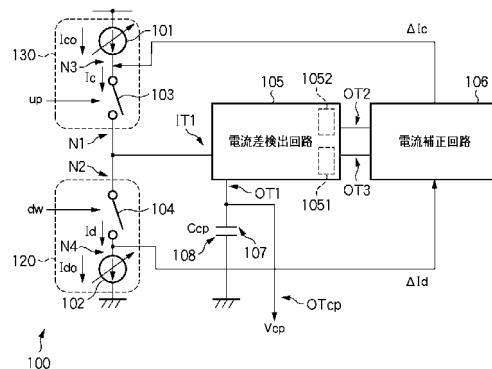 101
Ico
130
N3
Ic
103
up
N1
N2
dw
104
Id
N4
120
Ido
102
100
ΔIc
105
1052
106
OT2
IT1
電流差検出回路
電流補正回路
1051
OT3
OT1
Ccp
107
108
ΔId
OTcp
Vcp